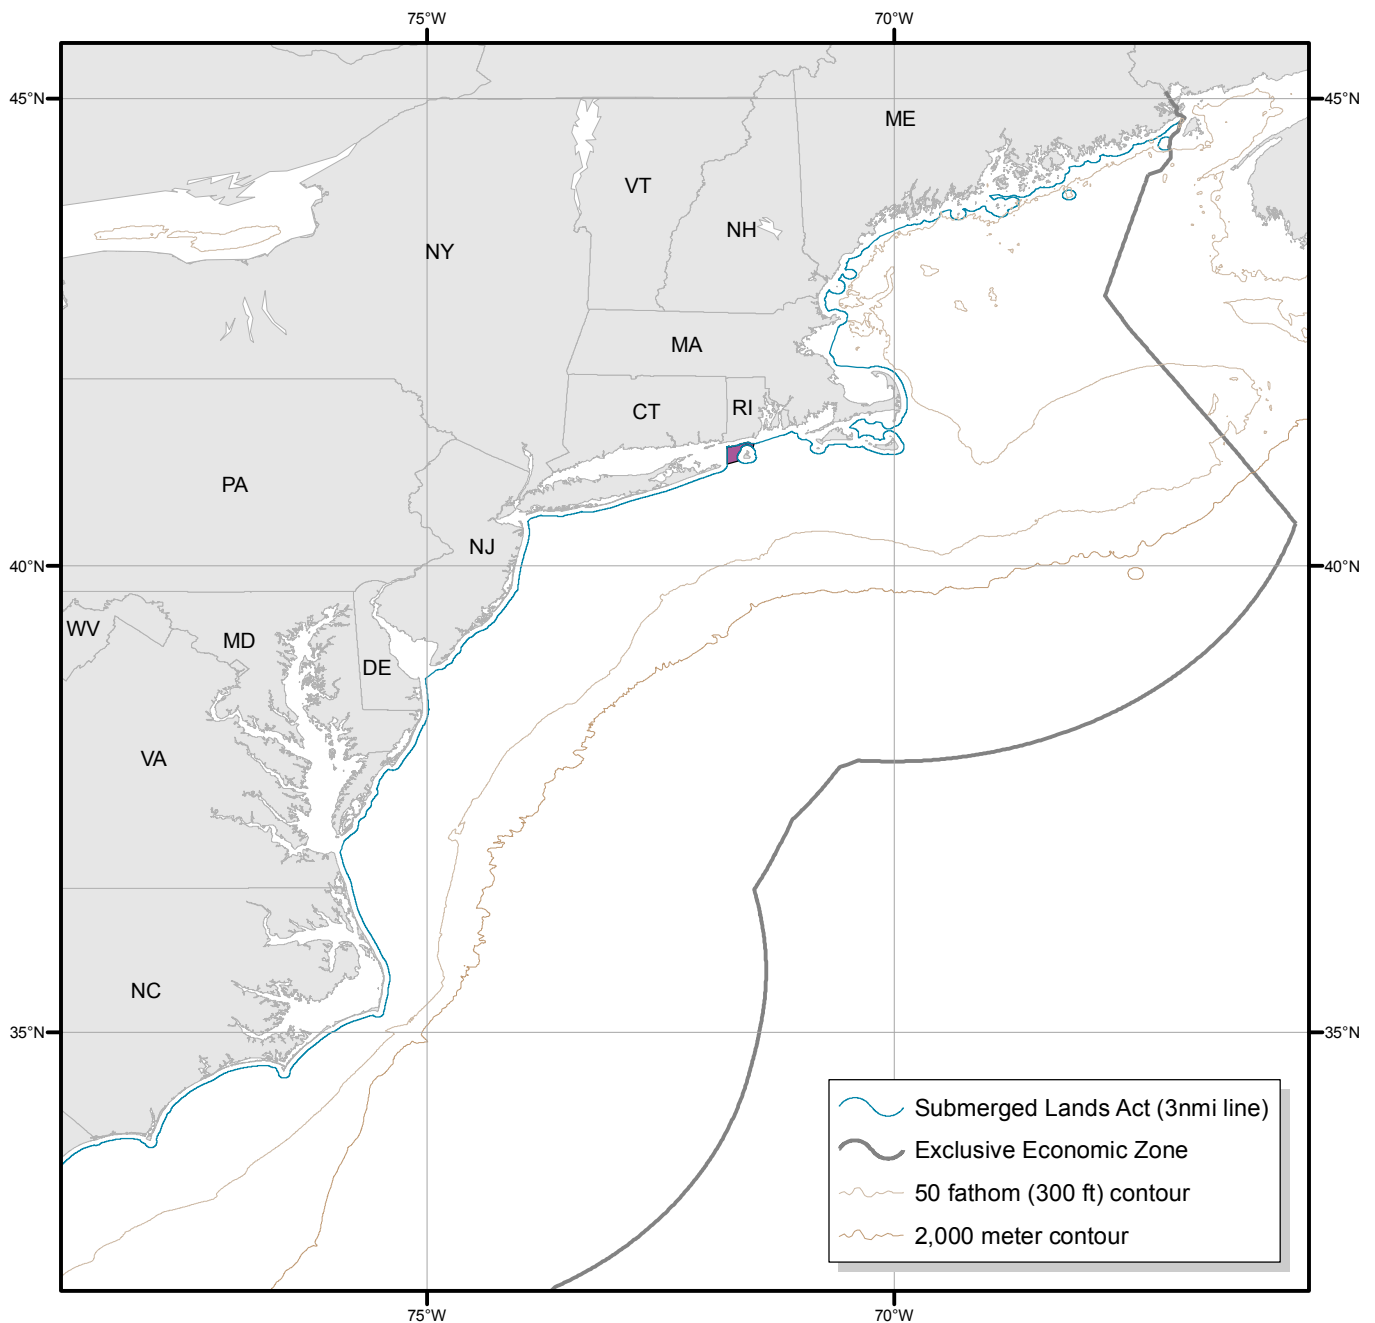 75°W
70°W
45°N
45°N
ME
VT
NH
NY
MA
RI
CT
PA
NJ
40°N
40°N
WV
MD
DE
VA
NC
35°N
35°N
Submerged Lands Act (3nmi line)
Exclusive Economic Zone
50 fathom (300 ft) contour
2,000 meter contour
75°W
70°W